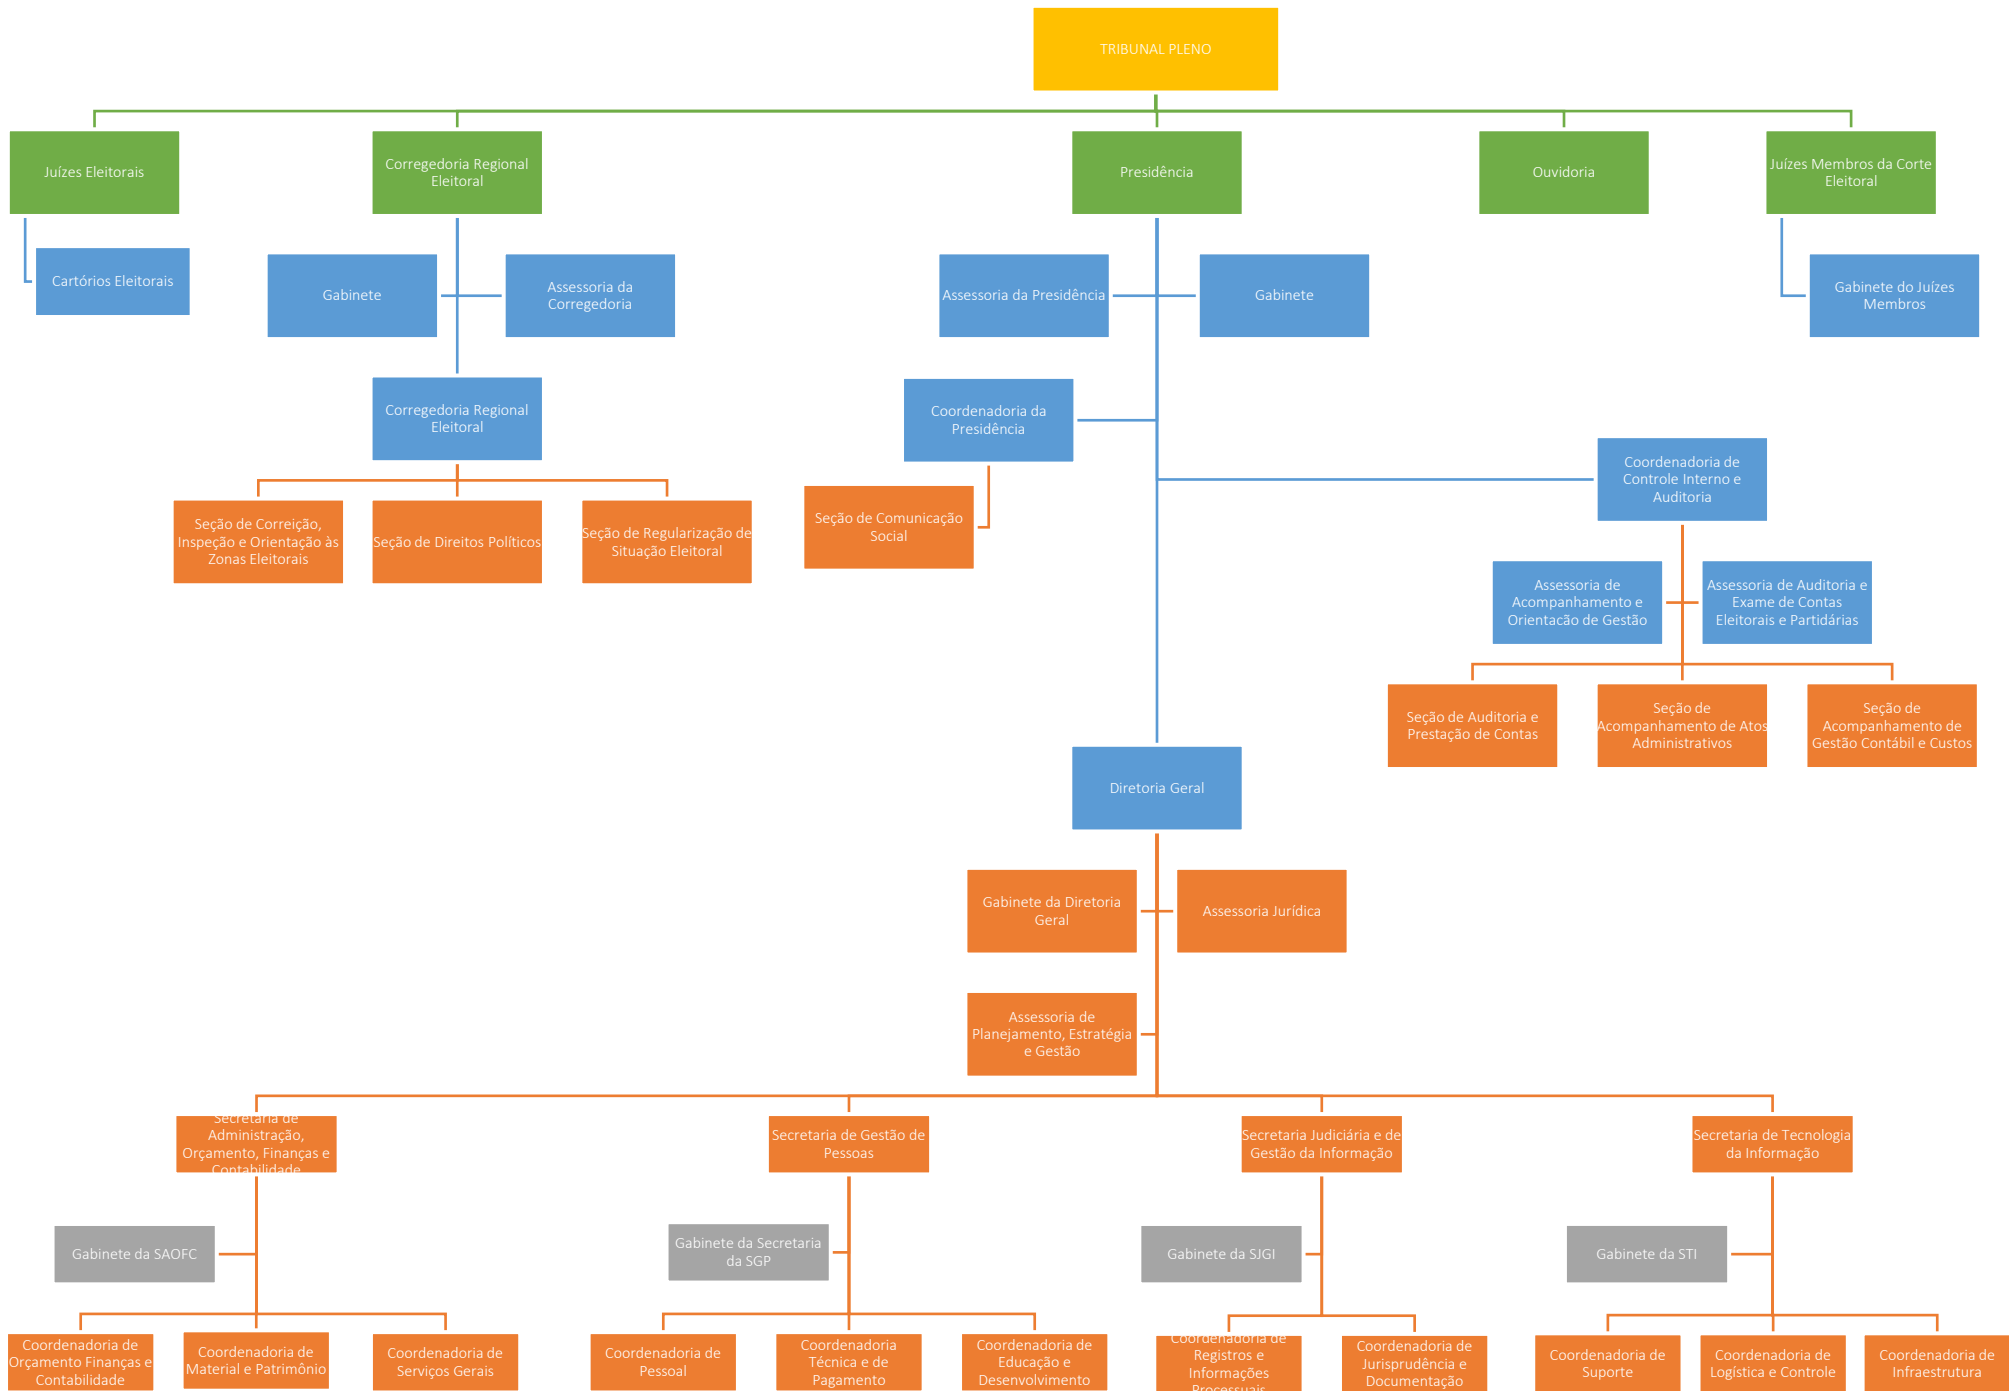 TRIBUNAL PLENO
Juízes Eleitorais
Corregedoria Regional
Eleitoral
Presidência
Ouvidoria
Juízes Membros da Corte
Eleitoral
Cartórios Eleitorais
Gabinete
Assessoria da
Corregedoria
Assessoria da Presidência
Gabinete
Gabinete do Juízes
Membros
Corregedoria Regional
Eleitoral
Coordenadoria da
Presidência
Coordenadoria de
Controle Interno e
Auditoria
Seção de Correição,
Inspeção e Orientação às
Zonas Eleitorais
Seção de Direitos Políticos
Seção de Regularização de
Situação Eleitoral
Seção de Comunicação
Social
Assessoria de
Acompanhamento e
Orientacão de Gestão
Assessoria de Auditoria e
Exame de Contas
Eleitorais e Partidárias
Seção de Auditoria e
Prestação de Contas
Seção de
Acompanhamento de Atos
Administrativos
Seção de
Acompanhamento de
Gestão Contábil e Custos
Diretoria Geral
Gabinete da Diretoria
Geral
Assessoria Jurídica
Assessoria de
Planejamento, Estratégia
e Gestão
Secretaria de
Administração,
Orçamento, Finanças e
Contabilidade
Secretaria de Gestão de
Pessoas
Secretaria Judiciária e de
Gestão da Informação
Secretaria de Tecnologia
da Informação
Gabinete da SAOFC
Gabinete da Secretaria
da SGP
Gabinete da SJGI
Gabinete da STI
Coordenadoria de
Orçamento Finanças e
Contabilidade
Coordenadoria de
Material e Patrimônio
Coordenadoria de
Serviços Gerais
Coordenadoria de
Pessoal
Coordenadoria
Técnica e de
Pagamento
Coordenadoria de
Educação e
Desenvolvimento
Coordenadoria de
Registros e
Informações
Processuais
Coordenadoria de
Jurisprudência e
Documentação
Coordenadoria de
Suporte
Coordenadoria de
Logística e Controle
Coordenadoria de
Infraestrutura